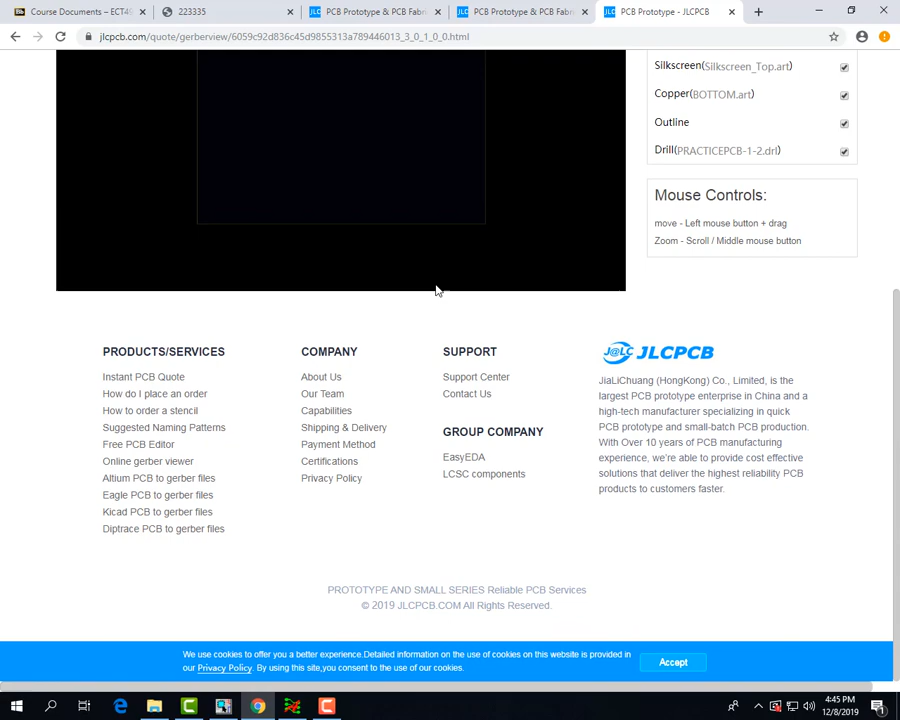 Course Documents – ECT4
223335
PCB Prototype & PCB Fabri
PCB Prototype & PCB Fabri
PCB Prototype - JLCPCB
jlcpcb.com/quote/gerberview/6059c92d836c45d9855313a789446013_3_0_1_0_0.html
Silkscreen(Silkscreen_Top.art)
Copper(BOTTOM.art)
Outline
Drill(PRACTICEPCB-1-2.drl)
Mouse Controls:
move - Left mouse button + drag
Zoom - Scroll / Middle mouse button
PRODUCTS/SERVICES
Instant PCB Quote
How do I place an order
How to order a stencil
Suggested Naming Patterns
Free PCB Editor
Online gerber viewer
Altium PCB to gerber files
Eagle PCB to gerber files
Kicad PCB to gerber files
Diptrace PCB to gerber files
COMPANY
About Us
Our Team
Capabilities
Shipping & Delivery
Payment Method
Certifications
Privacy Policy
SUPPORT
Support Center
Contact Us
GROUP COMPANY
EasyEDA
LCSC components
J@LC JLCPCB
JiaLiChuang (HongKong) Co., Limited, is the
largest PCB prototype enterprise in China and a
high-tech manufacturer specializing in quick
PCB prototype and small-batch PCB production.
With Over 10 years of PCB manufacturing
experience, we're able to provide cost effective
solutions that deliver the highest reliability PCB
products to customers faster.
PROTOTYPE AND SMALL SERIES Reliable PCB Services
© 2019 JLCPCB.COM All Rights Reserved.
We use cookies to offer you a better experience.Detailed information on the use of cookies on this website is provided in
our Privacy Policy. By using this site,you consent to the use of our cookies.
Accept
4:45 PM
12/8/2019